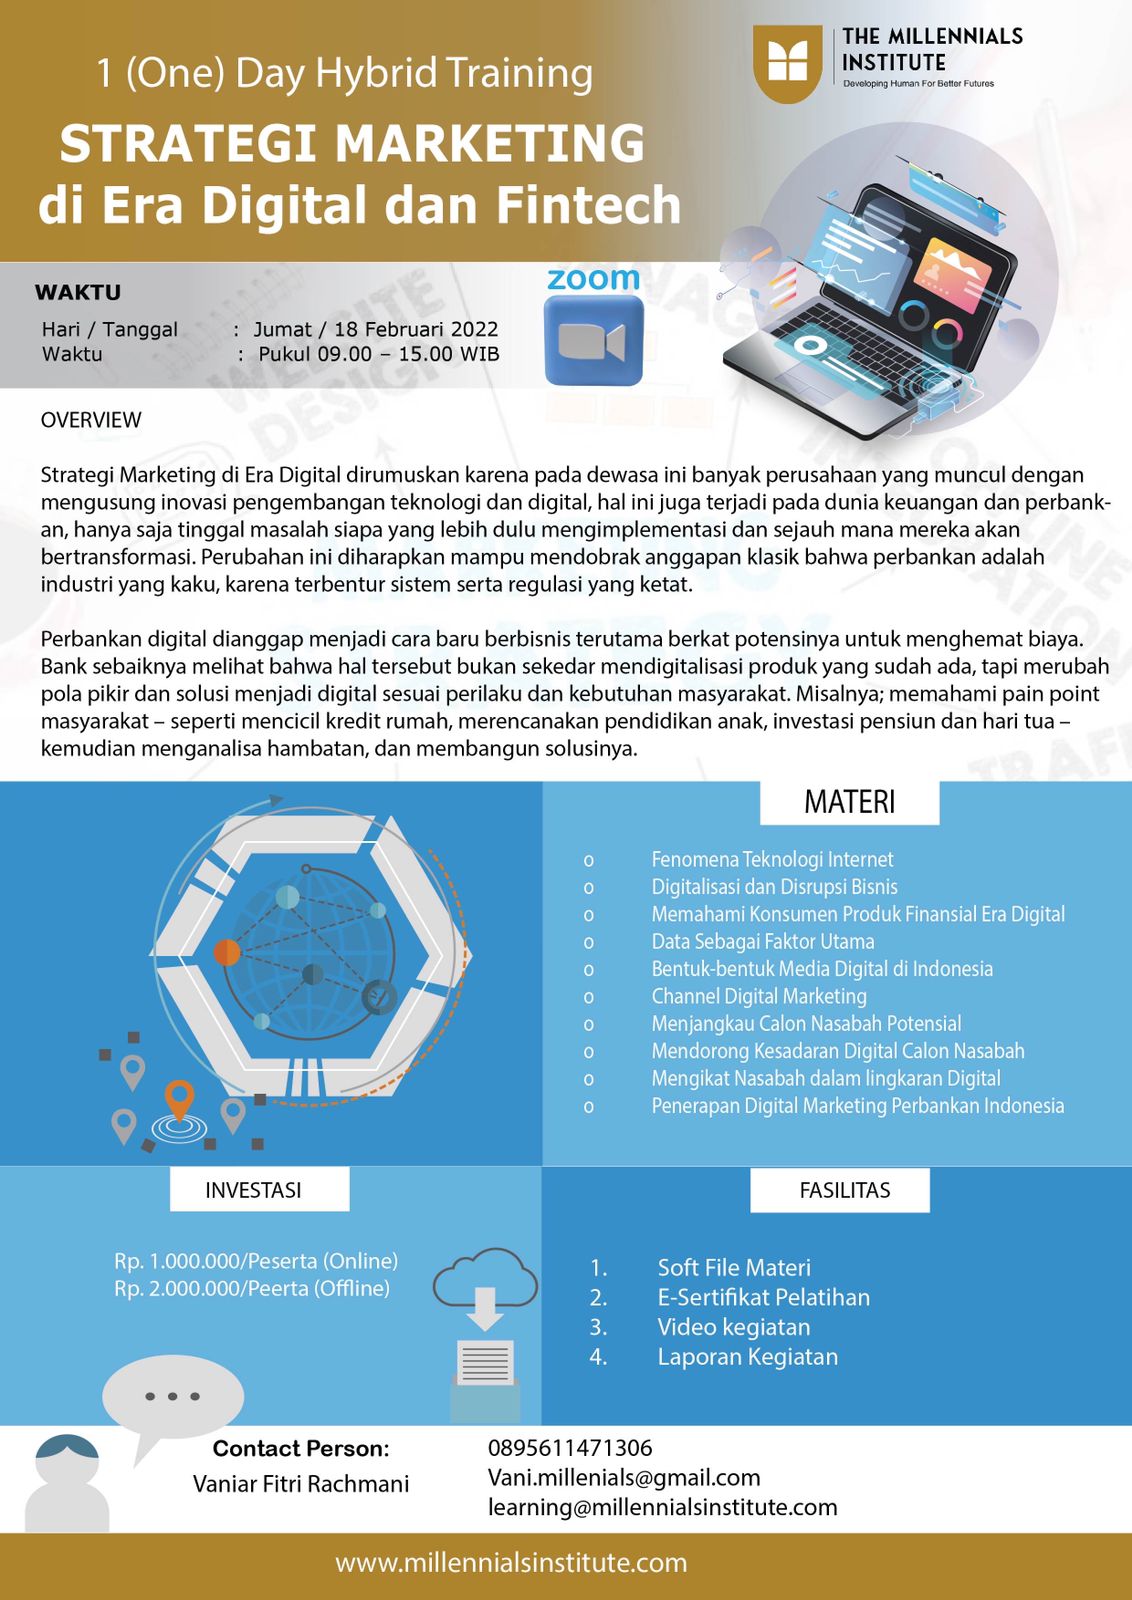 THE MILLENNIALS
INSTITUTE
Developing Human For Better Futures
1 (One) Day Hybrid Training
STRATEGI MARKETING
di Era Digital dan Fintech
WAKTU
Hari / Tanggal : Jumat / 18 Februari 2022
Waktu : Pukul 09.00 – 15.00 WIB
zoom
WEBSITE
DESIGN
OVERVIEW
Strategi Marketing di Era Digital dirumuskan karena pada dewasa ini banyak perusahaan yang muncul dengan
mengusung inovasi pengembangan teknologi dan digital, hal ini juga terjadi pada dunia keuangan dan perbank-
an, hanya saja tinggal masalah siapa yang lebih dulu mengimplementasi dan sejauh mana mereka akan
bertransformasi. Perubahan ini diharapkan mampu mendobrak anggapan klasik bahwa perbankan adalah
industri yang kaku, karena terbentur sistem serta regulasi yang ketat.
STRATEGY
Perbankan digital dianggap menjadi cara baru berbisnis terutama berkat potensinya untuk menghemat biaya.
Bank sebaiknya melihat bahwa hal tersebut bukan sekedar mendigitalisasi produk yang sudah ada, tapi merubah
pola pikir dan solusi menjadi digital sesuai perilaku dan kebutuhan masyarakat. Misalnya; memahami pain point
masyarakat – seperti mencicil kredit rumah, merencanakan pendidikan anak, investasi pensiun dan hari tua –
kemudian menganalisa hambatan, dan membangun solusinya.
MATERI
o Fenomena Teknologi Internet
o Digitalisasi dan Disrupsi Bisnis
o Memahami Konsumen Produk Finansial Era Digital
o Data Sebagai Faktor Utama
o Bentuk-bentuk Media Digital di Indonesia
o Channel Digital Marketing
o Menjangkau Calon Nasabah Potensial
o Mendorong Kesadaran Digital Calon Nasabah
o Mengikat Nasabah dalam lingkaran Digital
o Penerapan Digital Marketing Perbankan Indonesia
INVESTASI
Rp. 1.000.000/Peserta (Online)
Rp. 2.000.000/Peerta (Offline)
FASILITAS
1. Soft File Materi
2. E-Sertifikat Pelatihan
3. Video kegiatan
4. Laporan Kegiatan
Contact Person:
Vaniar Fitri Rachmani
0895611471306
Vani.millenials@gmail.com
learning@millennialsinstitute.com
www.millennialsinstitute.com